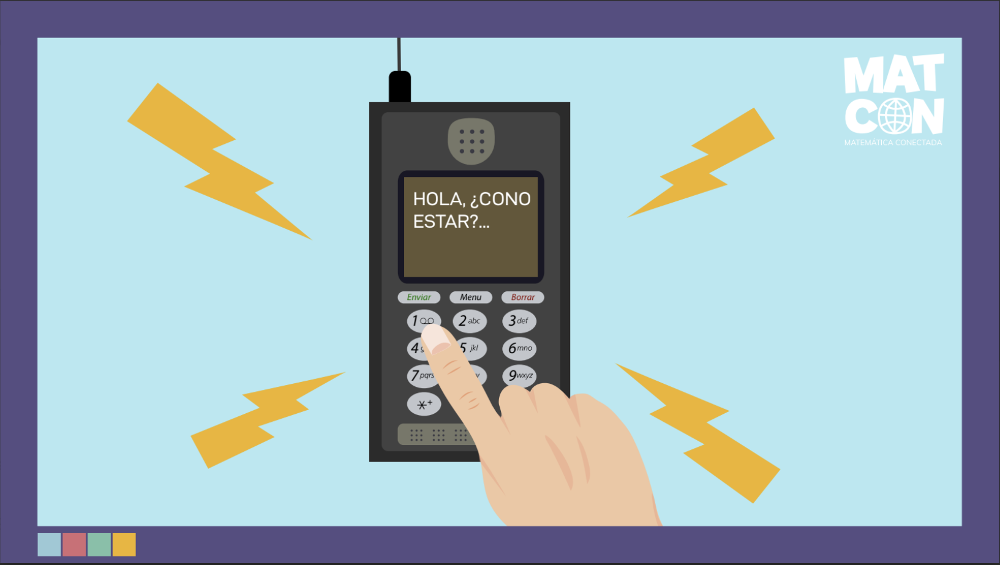 MAT
CON
MATEMÁTICA CONECTADA
HOLA, ¿CONO
ESTAR?...
Enviar Menu Borrar
1 2 abc 3 def
4 5 jkl 6 mno
7 pqrs 9 wxyz
*+